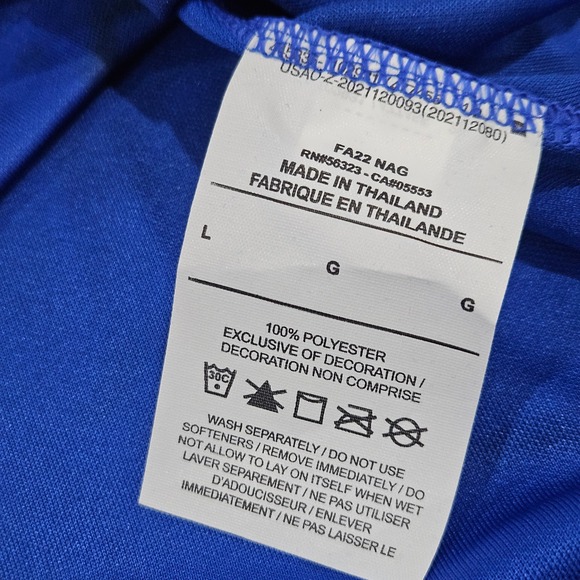 USAO-Z-2021120093(202112080)
FA22 NAG
RN#56323 - CA#05553
MADE IN THAILAND
FABRIQUE EN THAILANDE
L G G
100% POLYESTER
EXCLUSIVE OF DECORATION /
DECORATION NON COMPRISE
30C
WASH SEPARATELY / DO NOT USE
SOFTENERS / REMOVE IMMEDIATELY / DO
NOT ALLOW TO LAY ON ITSELF WHEN WET
LAVER SEPAREMENT / NE PAS UTILISER
D'ADOUCISSEUR / ENLEVER
IMMEDIATEMENT / NE PAS LAISSER LE